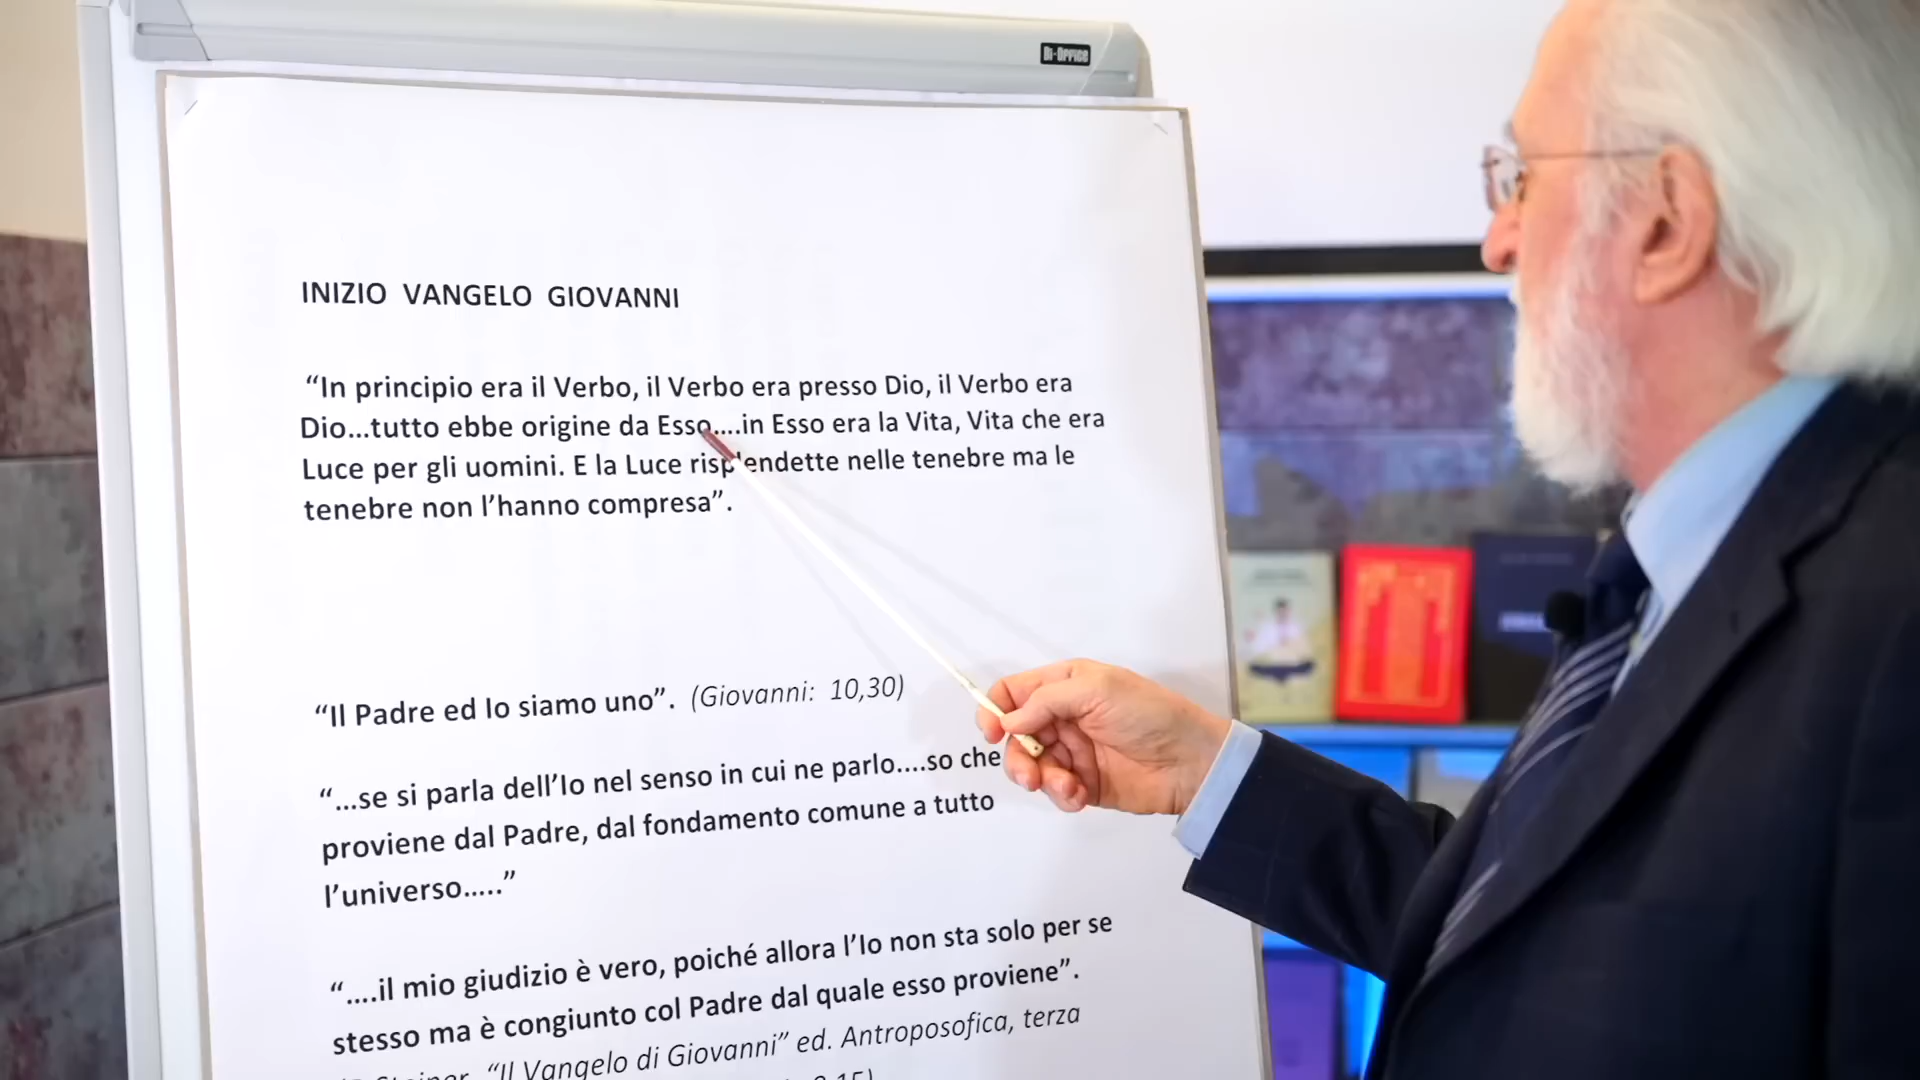 Bi-Office
INIZIO VANGELO GIOVANNI
“In principio era il Verbo, il Verbo era presso Dio, il Verbo era
Dio...tutto ebbe origine da Esso....in Esso era la Vita, Vita che era
Luce per gli uomini. E la Luce risplendette nelle tenebre ma le
tenebre non l’hanno compresa”.
“Il Padre ed Io siamo uno”. (Giovanni: 10,30)
“...se si parla dell’Io nel senso in cui ne parlo....so che
proviene dal Padre, dal fondamento comune a tutto
l’universo.....”
“....il mio giudizio è vero, poiché allora l’Io non sta solo per se
stesso ma è congiunto col Padre dal quale esso proviene”.
Steiner, “Il Vangelo di Giovanni” ed. Antroposofica, terza